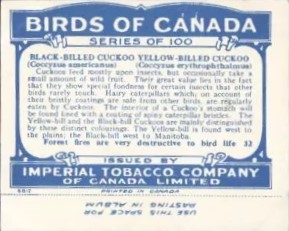 BIRDS OF CANADA
SERIES OF 100
BLACK-BILLED CUCKOO YELLOW-BILLED CUCKOO
(Coccyzus americanus) (Coccyzus erythrophthalmus)
Cuckoos feed mostly upon insects, but occasionally take a
small amount of wild fruit. Their great value lies in the fact
that they show special fondness for certain insects that other
birds rarely touch. Hairy caterpillars which, on account of
their bristly coatings are safe from other birds, are regularly
eaten by Cuckoos. The interior of a Cuckoo's stomach will
be found lined with a coating of spiny caterpillar bristles. The
Yellow-bill and the Black-bill Cuckoos are mainly distinguished
by these distinct colourings. The Yellow-bill is found west to
the plains; the Black-bill west to Manitoba.
Forest fires are very destructive to bird life 32
ISSUED BY
IMPERIAL TOBACCO COMPANY
OF CANADA LIMITED
PRINTED IN CANADA
USE THIS SPACE FOR
PASTING IN ALBUM